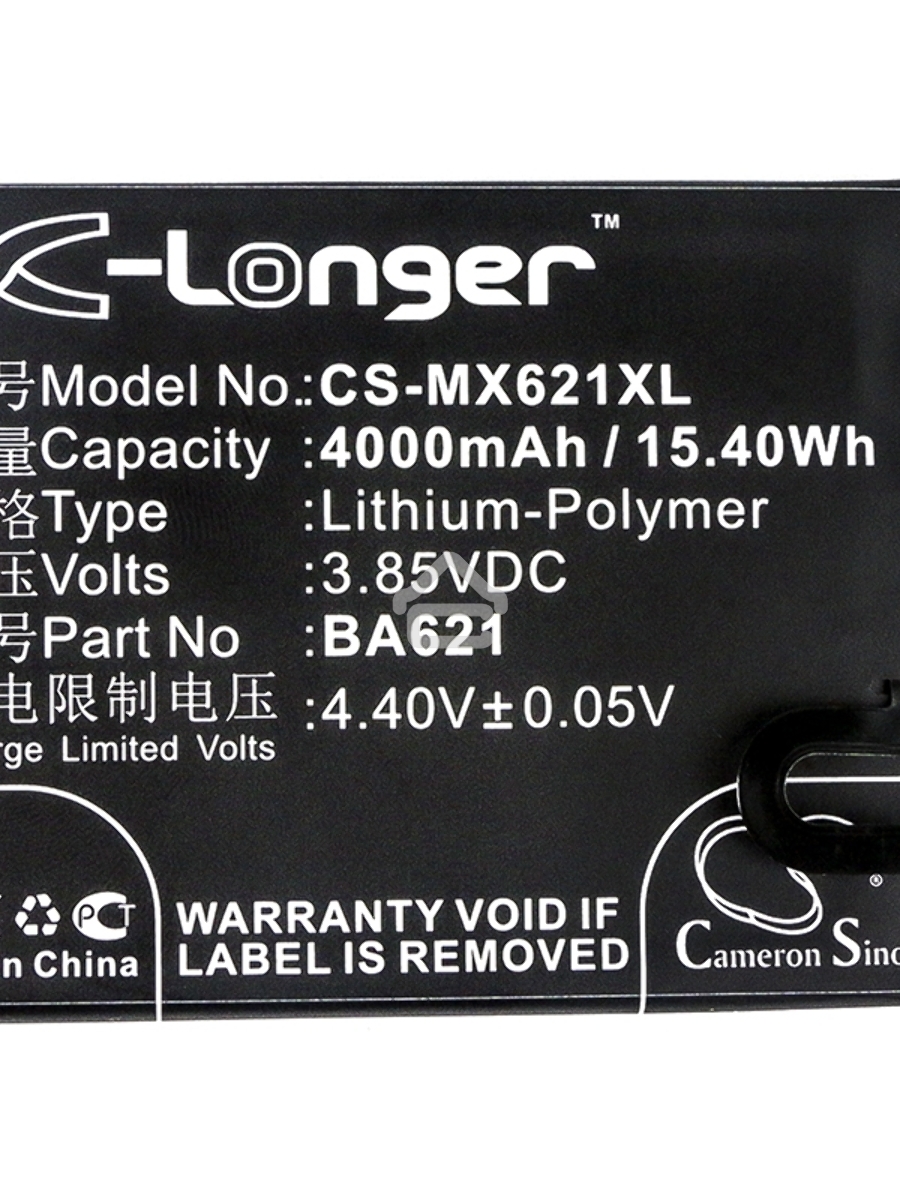 X-Longer™
号Model No.:CS-MX621XL
量Capacity :4000mAh / 15.40Wh
格Type :Lithium-Polymer
压Volts :3.85VDC
号Part No :BA621
电限制电压 :4.40V±0.05V
rge Limited Volts
PCT
n China
WARRANTY VOID IF
LABEL IS REMOVED
®
Cameron Sino